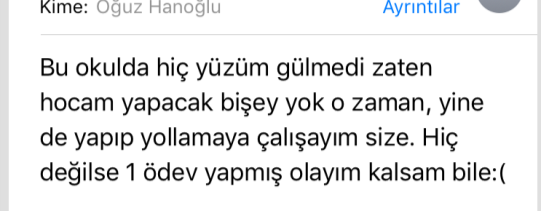 Kime: Oğuz Hanoğlu Ayrıntılar
Bu okulda hiç yüzüm gülmedi zaten
hocam yapacak bişey yok o zaman, yine
de yapıp yollamaya çalışayım size. Hiç
değilse 1 ödev yapmış olayım kalsam bile:(